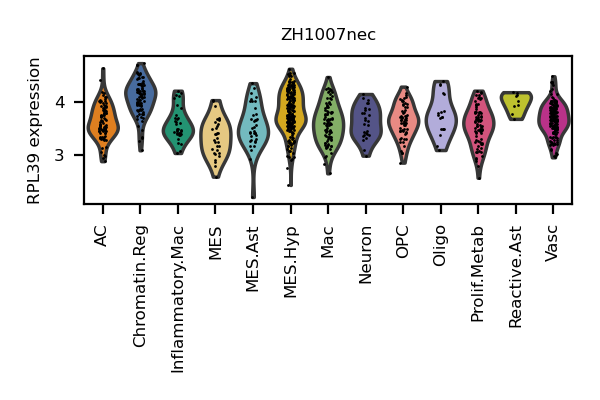 ZH1007nec
RPL39 expression
4
3
AC
Chromatin.Reg
Inflammatory.Mac
MES
MES.Ast
MES.Hyp
Mac
Neuron
OPC
Oligo
Prolif.Metab
Reactive.Ast
Vasc